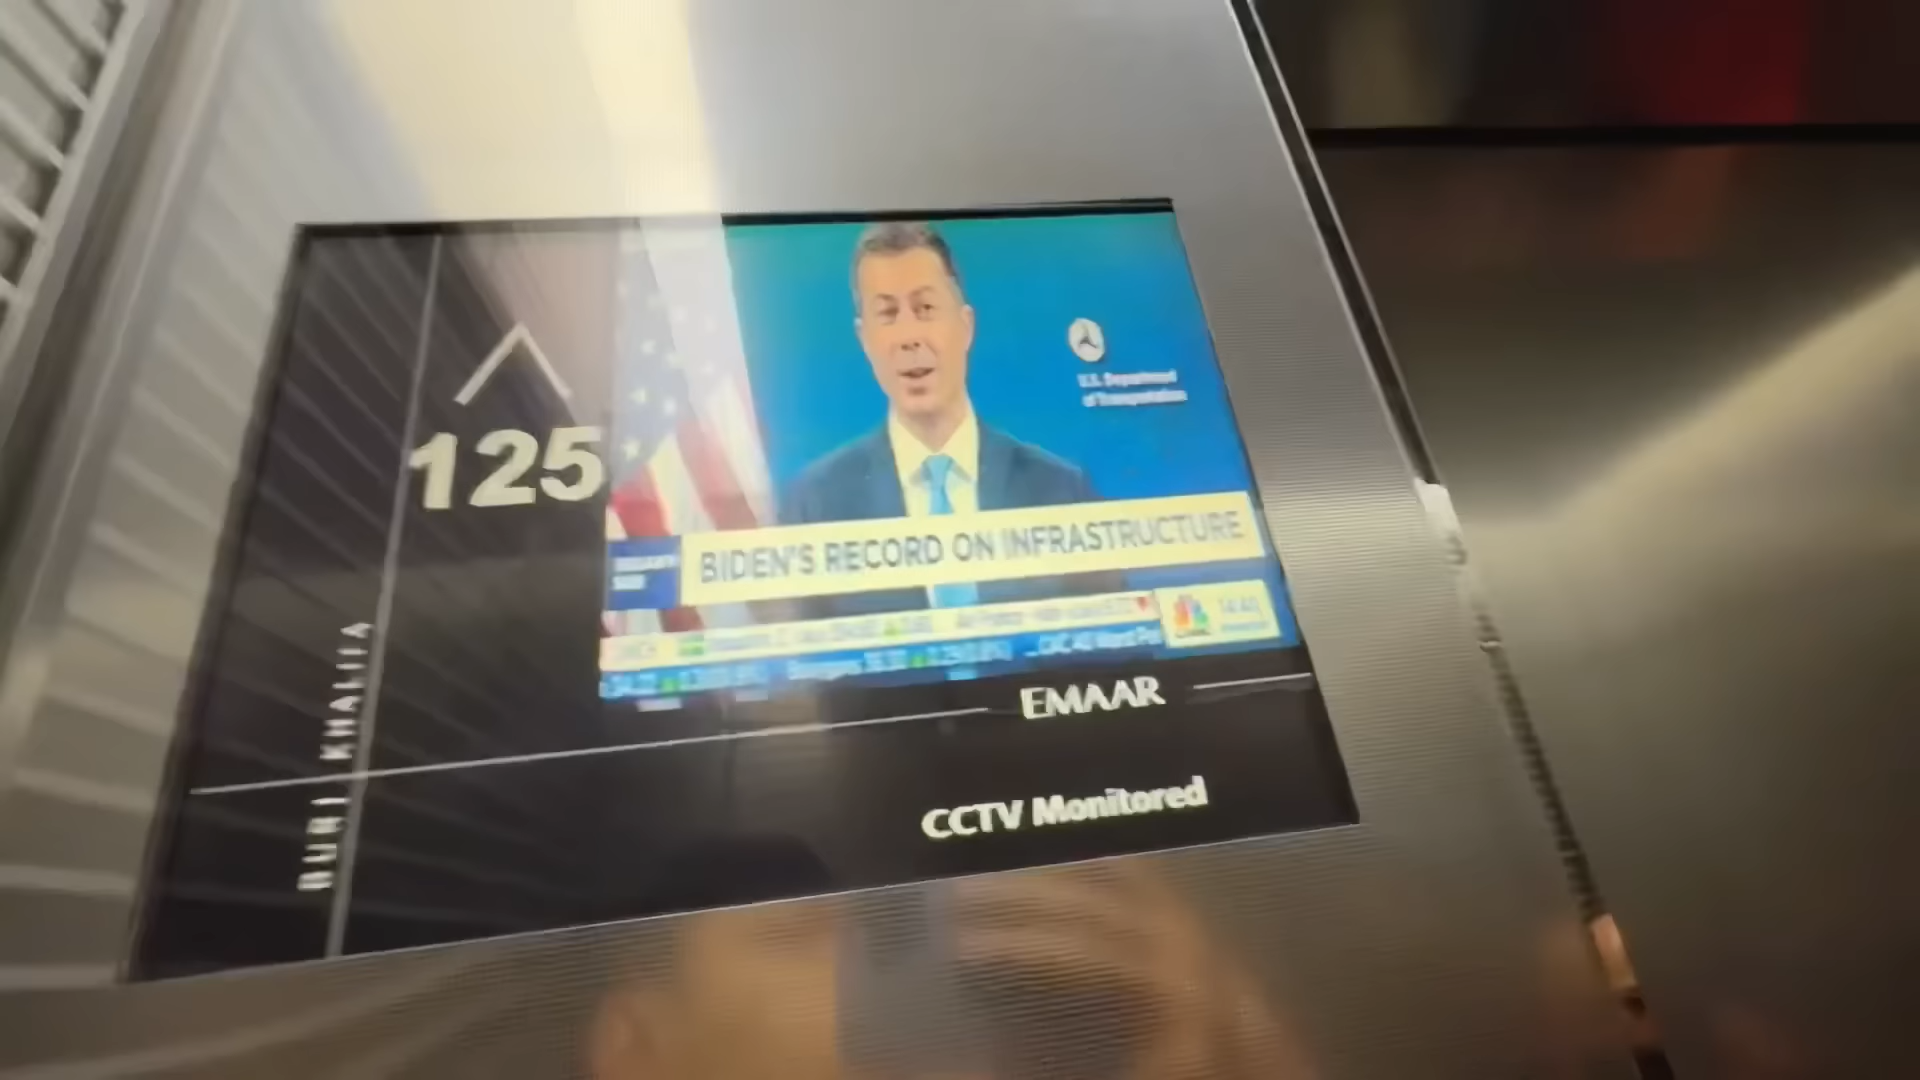 125
BURJ KHALIFA
U.S. Department
of Transportation
BIDEN'S RECORD ON INFRASTRUCTURE
EMAAR
CCTV Monitored